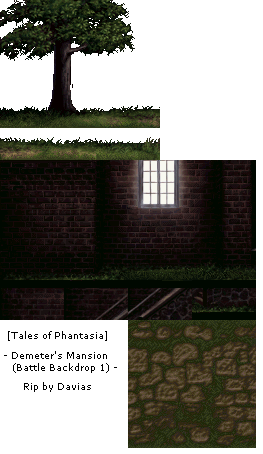 [Tales of Phantasia]
- Demeter's Mansion
(Battle Backdrop 1) -
Rip by Davias